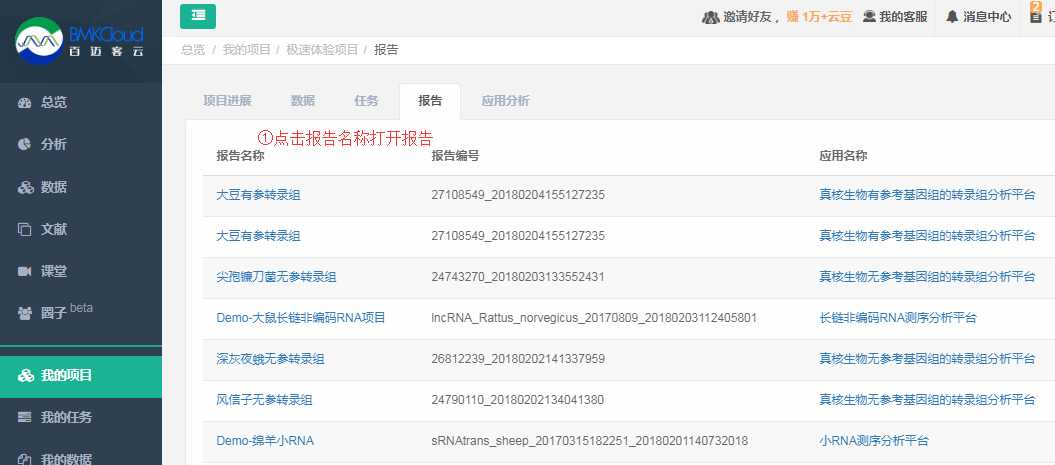 BMKCloud
百迈客云
邀请好友，赚 1万+云豆 我的客服 消息中心 2
总览 / 我的项目 / 极速体验项目 / 报告
总览
分析
数据
文献
课堂
圈子 beta
我的项目
我的任务
我的数据
项目进展 数据 任务 报告 应用分析
①点击报告名称打开报告
报告名称 报告编号 应用名称
大豆有参转录组 27108549_20180204155127235 真核生物有参考基因组的转录组分析平台
大豆有参转录组 27108549_20180204155127235 真核生物有参考基因组的转录组分析平台
尖孢镰刀菌无参转录组 24743270_20180203133552431 真核生物无参考基因组的转录组分析平台
Demo-大鼠长链非编码RNA项目 lncRNA_Rattus_norvegicus_20170809_20180203112405801 长链非编码RNA测序分析平台
深灰夜蛾无参转录组 26812239_20180202141337959 真核生物无参考基因组的转录组分析平台
风信子无参转录组 24790110_20180202134041380 真核生物无参考基因组的转录组分析平台
Demo-绵羊小RNA sRNAtrans_sheep_20170315182251_20180201140732018 小RNA测序分析平台